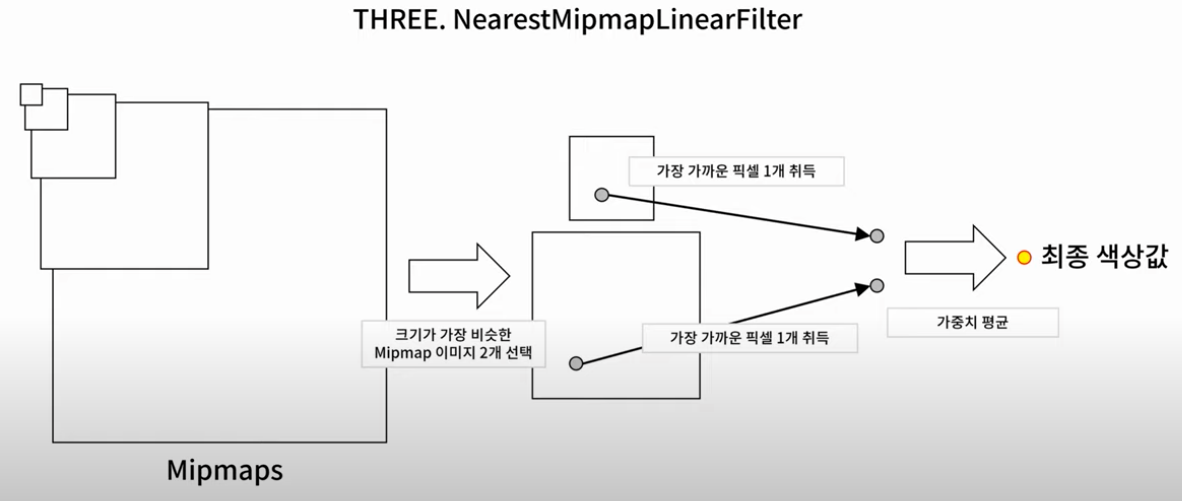 THREE. NearestMipmapLinearFilter
가장 가까운 픽셀 1개 취득
최종 색상값
가중치 평균
크기가 가장 비슷한
Mipmap 이미지 2개 선택
가장 가까운 픽셀 1개 취득
Mipmaps